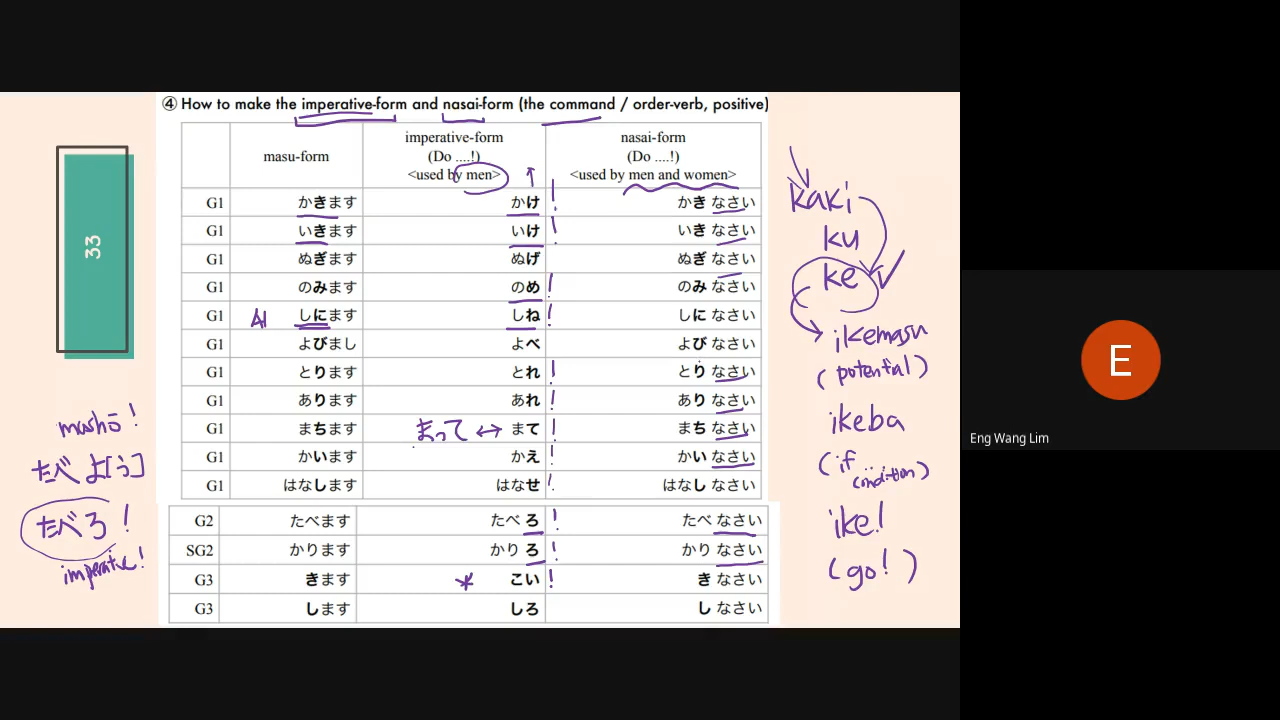 33
④ How to make the imperative-form and nasai-form (the command / order-verb, positive)
masu-form
imperative-form
(Do ....!)
<used by men>
nasai-form
(Do ....!)
<used by men and women>
G1 かきます かけ ! かき なさい
G1 いきます いけ ! いき なさい
G1 ぬぎます ぬげ ぬぎ なさい
G1 のみます のめ ! のみ なさい
G1 しにます しね ! しに なさい
G1 よびまし よべ よび なさい
G1 とります とれ ! とり なさい
G1 あります あれ ! あり なさい
G1 まちます まって ↔ まて ! まち なさい
G1 かいます かえ ! かい なさい
G1 はなします はなせ ! はなし なさい
G2 たべます たべ ろ ! たべ なさい
SG2 かります かり ろ ! かり なさい
G3 きます * こい ! き なさい
G3 します しろ し なさい
mashō!
たべよ[う]
たべろ!
imperative!
kaki
ku
ke
ikemasu
(potential)
ikeba
(if
condition)
ike!
(go!)
E
Eng Wang Lim